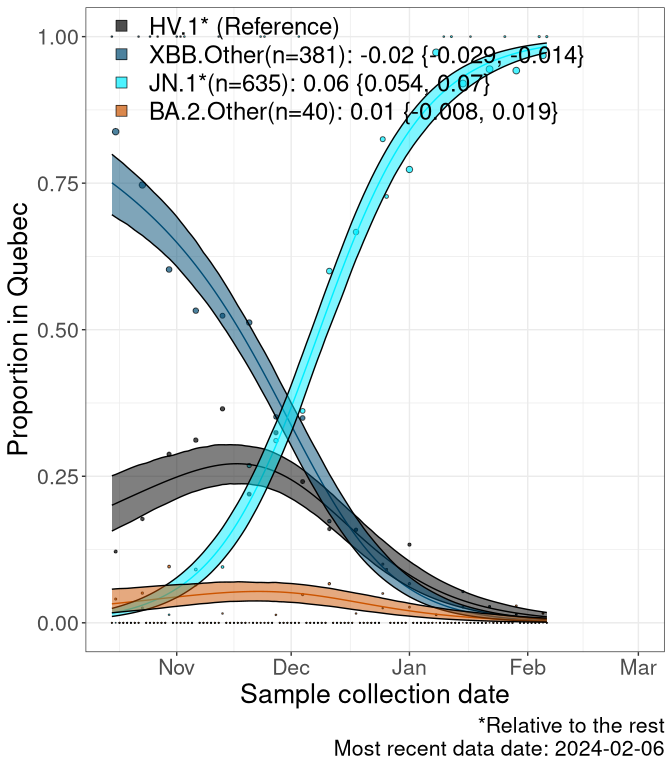 HV.1* (Reference)
XBB.Other(n=381): -0.02 {-0.029, -0.014}
JN.1*(n=635): 0.06 {0.054, 0.07}
BA.2.Other(n=40): 0.01 {-0.008, 0.019}
1.00
0.75
0.50
0.25
0.00
Proportion in Quebec
Nov Dec Jan Feb Mar
Sample collection date
*Relative to the rest
Most recent data date: 2024-02-06